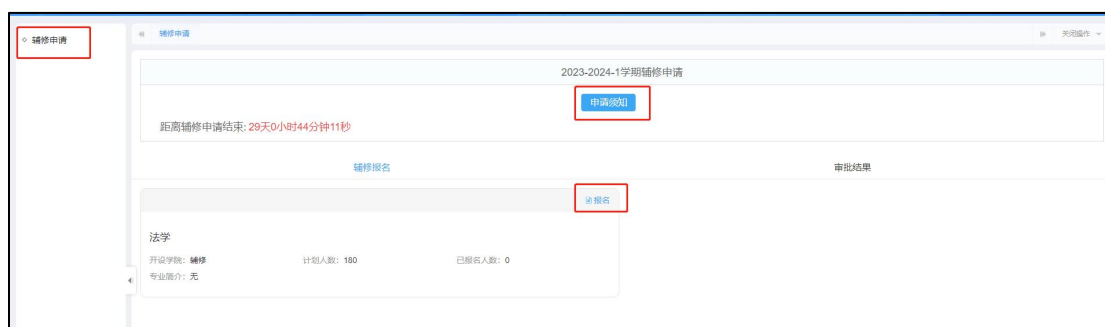 辅修申请
辅修申请
关闭操作
2023-2024-1学期辅修申请
申请须知
距离辅修申请结束: 29天0小时44分钟11秒
辅修报名 审批结果
报名
法学
开设学院: 辅修 计划人数: 180 已报名人数: 0
专业简介: 无